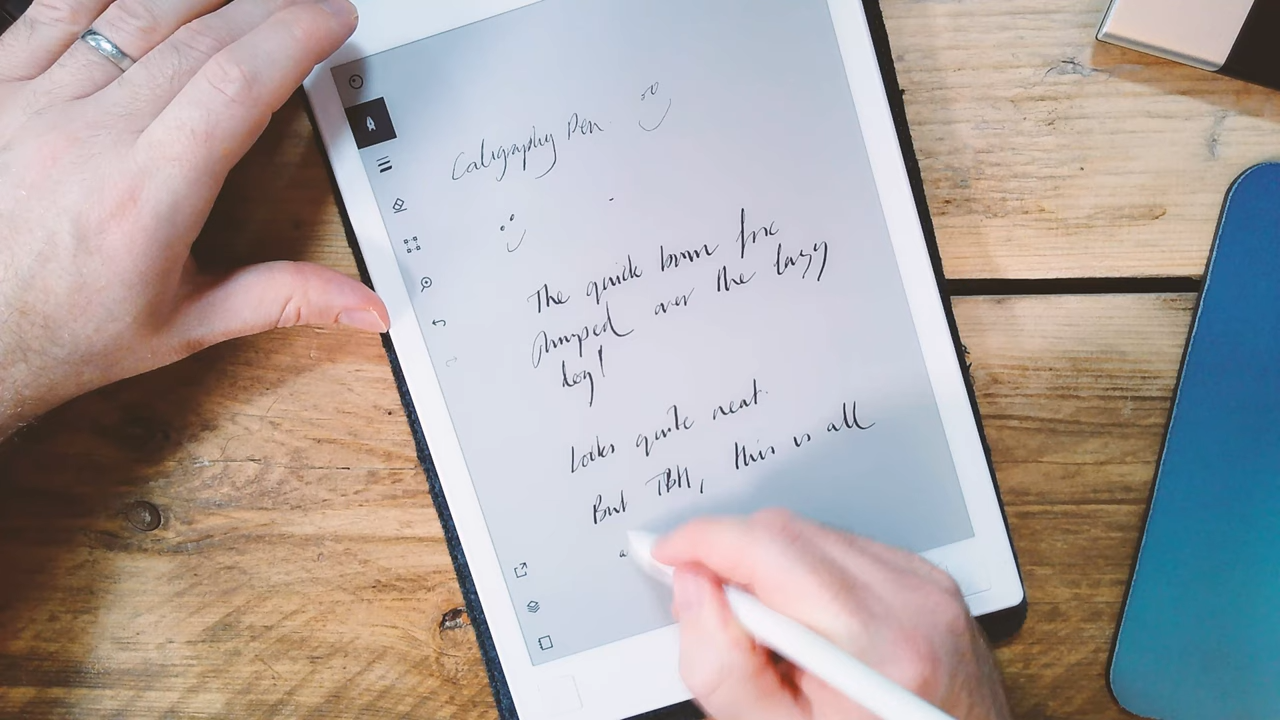 Caligraphy Pen.
The quick brown fox
Jumped over the lazy
dog!
Looks quite neat.
But TBH, this is all
a